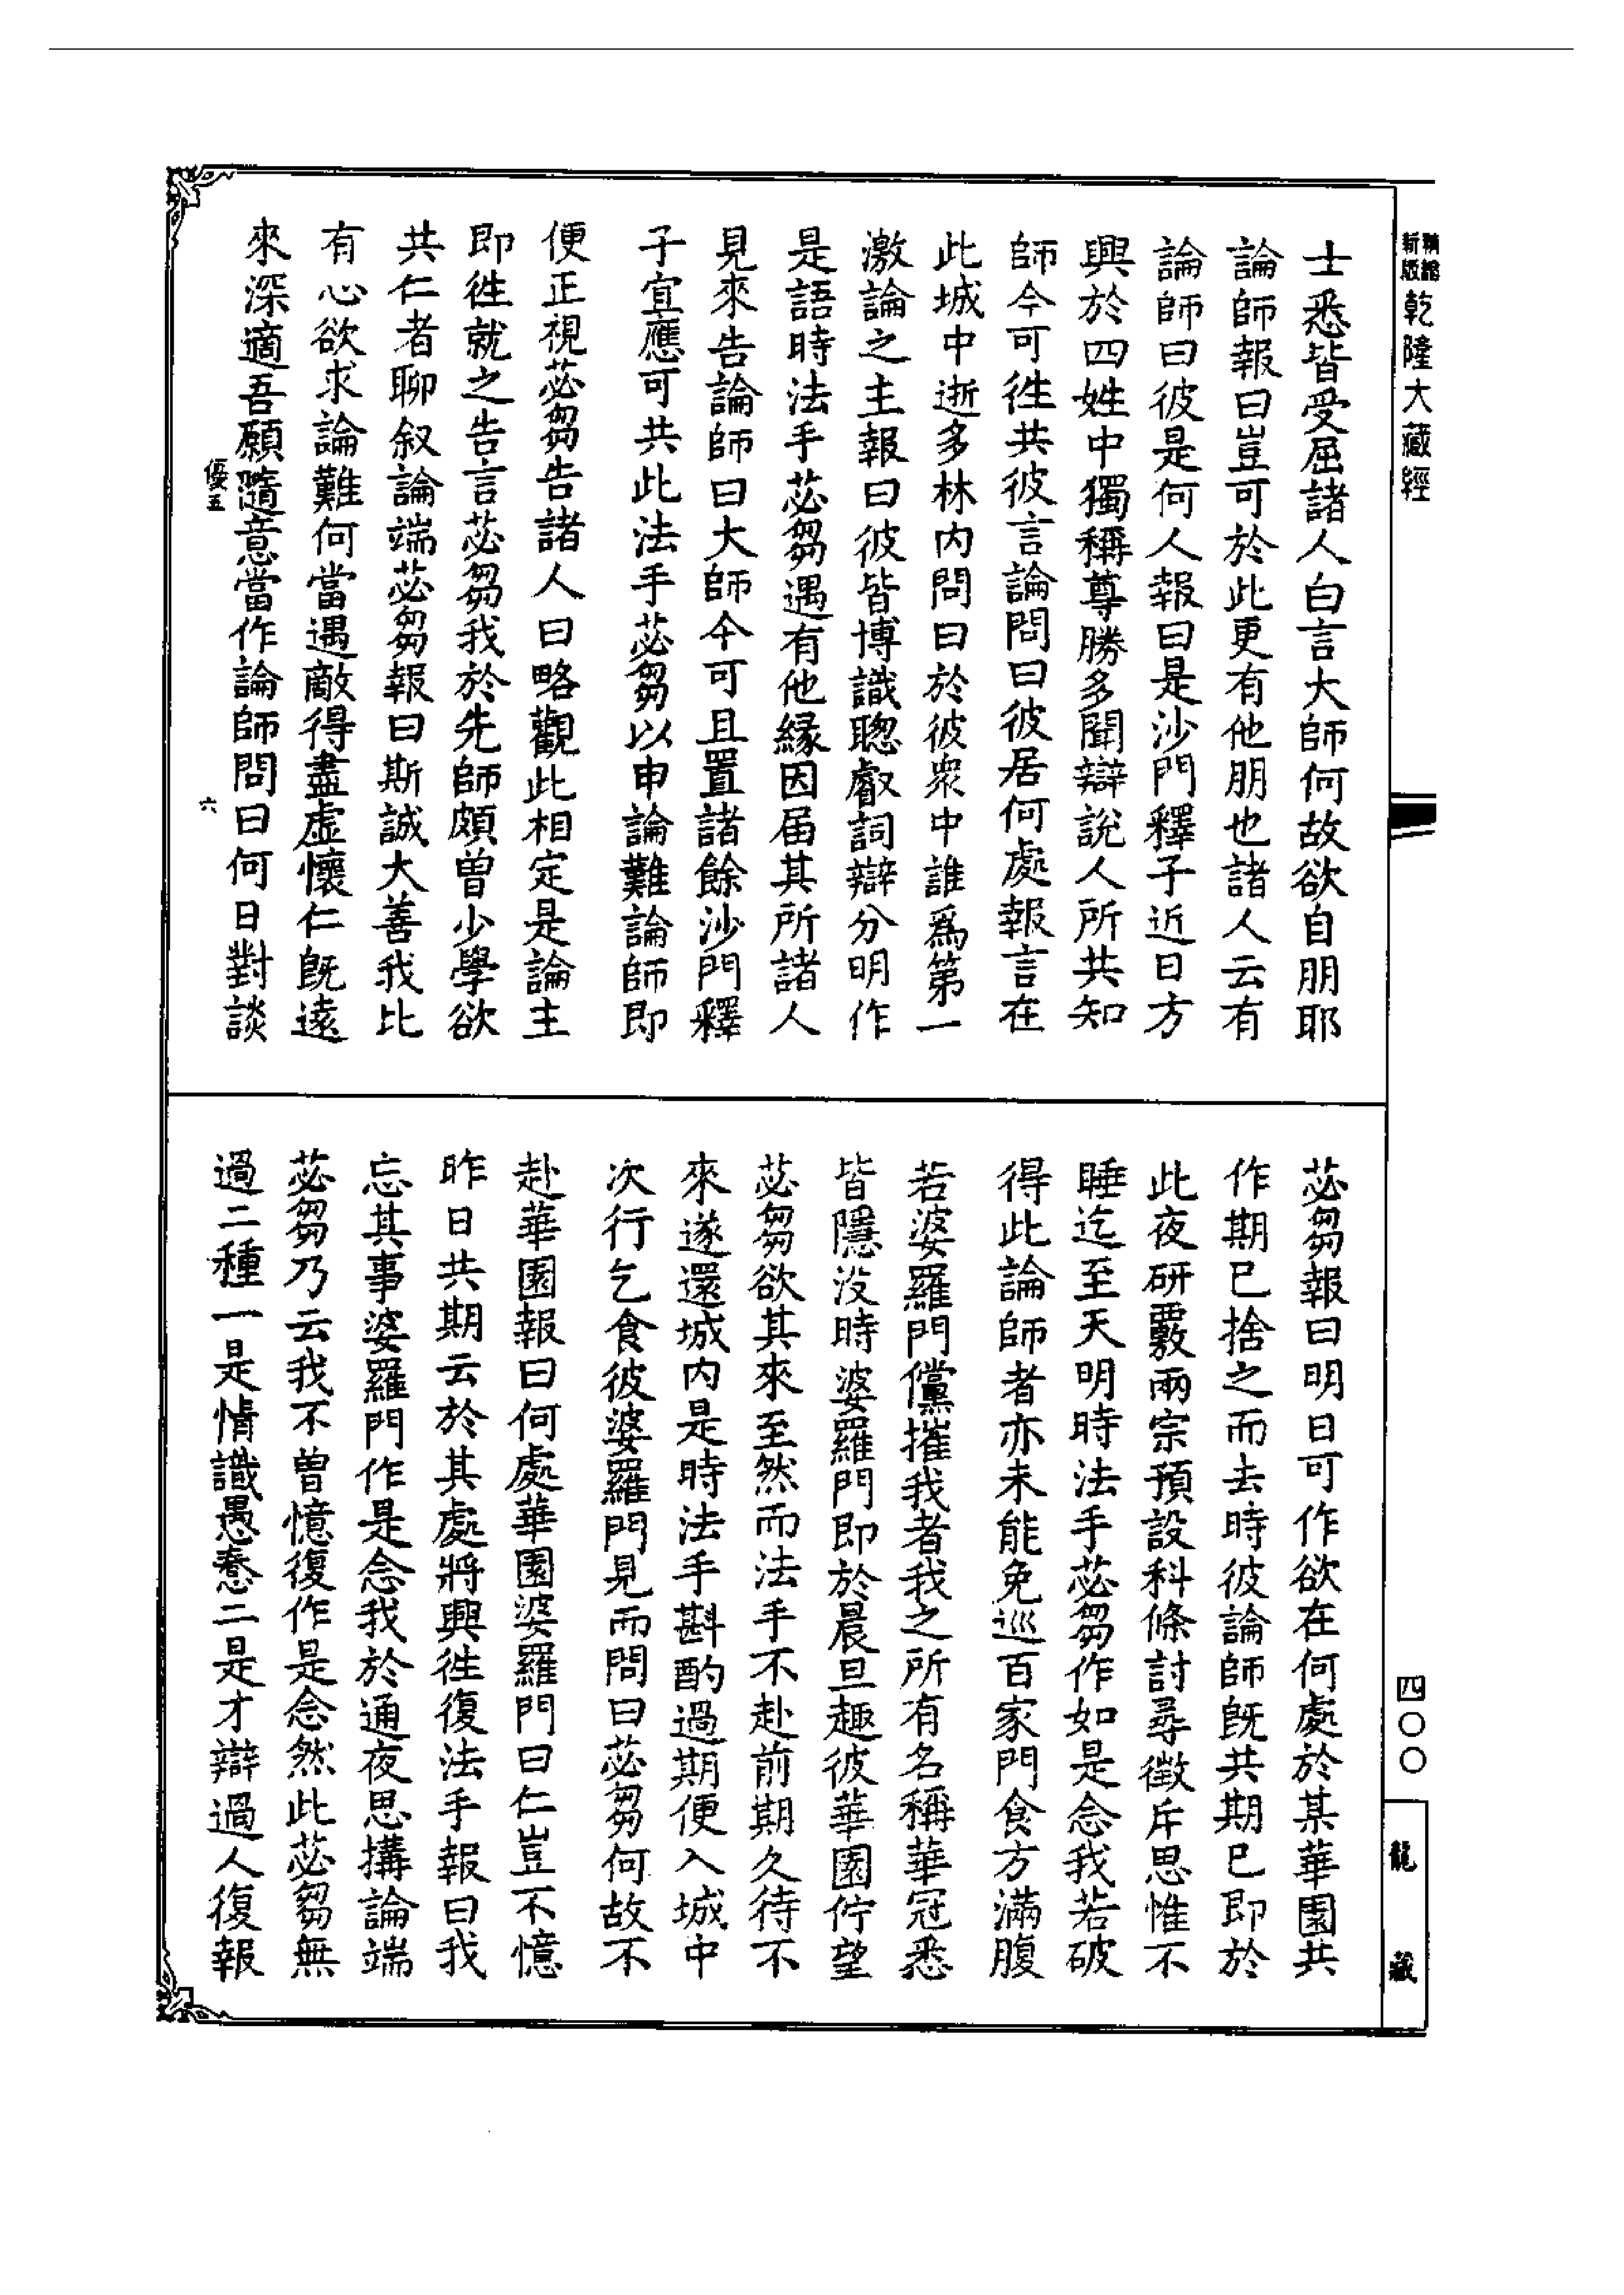 新版
精證
乾隆大藏經
士悉皆受屈諸人白言大師何故欲自朋耶
論師報曰豈可於此更有他朋也諸人云有
論師曰彼是何人報曰是沙門釋子近日方
興於四姓中獨稱尊勝多聞辯說人所共知
師今可徃共彼言論問曰彼居何處報言在
此城中逝多林内問曰於彼衆中誰爲第一
激論之主報曰彼皆博識聰叡詞辯分明作
是語時法手苾芻遇有他縁因届其所諸人
見來告論師曰大師今可且置諸餘沙門釋
子宜應可共此法手苾芻以申論難論師即
便正視苾芻告諸人曰略觀此相定是論主
即徃就之告言苾芻我於先師頗曾少學欲
共仁者聊叙論端苾芻報曰斯誠大善我比
有心欲求論難何當遇敵得盡虛懷仁既遠
來深適吾願隨意當作論師問曰何日對談
優五
六
苾芻報曰明日可作欲在何處於某華園共
作期已捨之而去時彼論師既共期已即於
此夜研覈兩宗預設科條討尋徵斥思惟不
睡迄至天明時法手苾芻作如是念我若破
得此論師者亦未能免巡百家門食方滿腹
若婆羅門儻摧我者我之所有名稱華冠悉
皆隱没時婆羅門即於晨旦趣彼華園佇望
苾芻欲其來至然而法手不赴前期久待不
來遂還城内是時法手斟酌過期便入城中
次行乞食彼婆羅門見而問曰苾芻何故不
赴華園報曰何處華園婆羅門曰仁豈不憶
昨日共期云於其處將興徃復法手報曰我
忘其事婆羅門作是念我於通夜思搆論端
苾芻乃云我不曾憶復作是念然此苾芻無
過二種一是情識愚惷二是才辯過人復報
四〇〇
龍藏